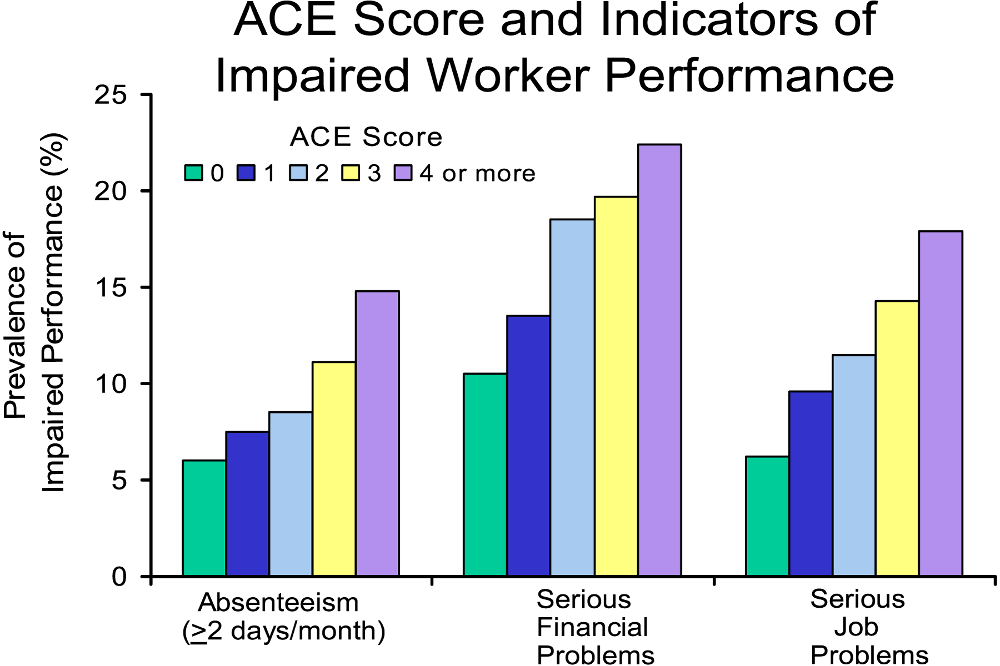 ACE Score and Indicators of
Impaired Worker Performance
Prevalence of
Impaired Performance (%)
25
20
15
10
5
0
ACE Score
0 1 2 3 4 or more
Absenteeism
(≥2 days/month)
Serious
Financial
Problems
Serious
Job
Problems